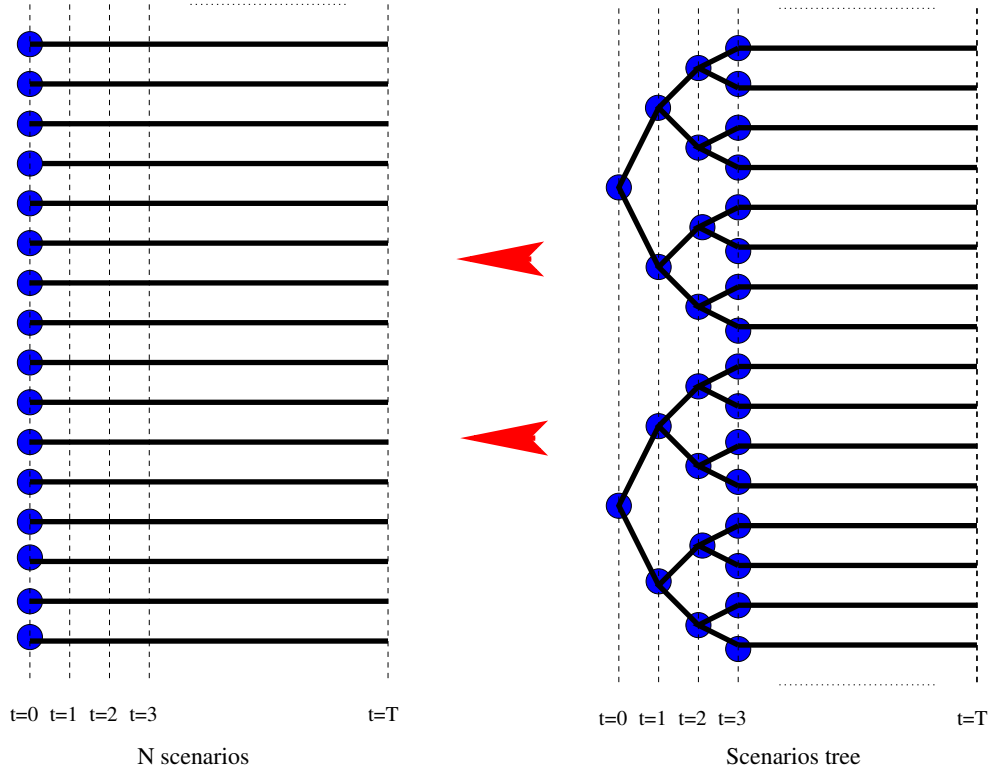 t=0 t=1 t=2 t=3 t=T
N scenarios
t=0 t=1 t=2 t=3 t=T
Scenarios tree